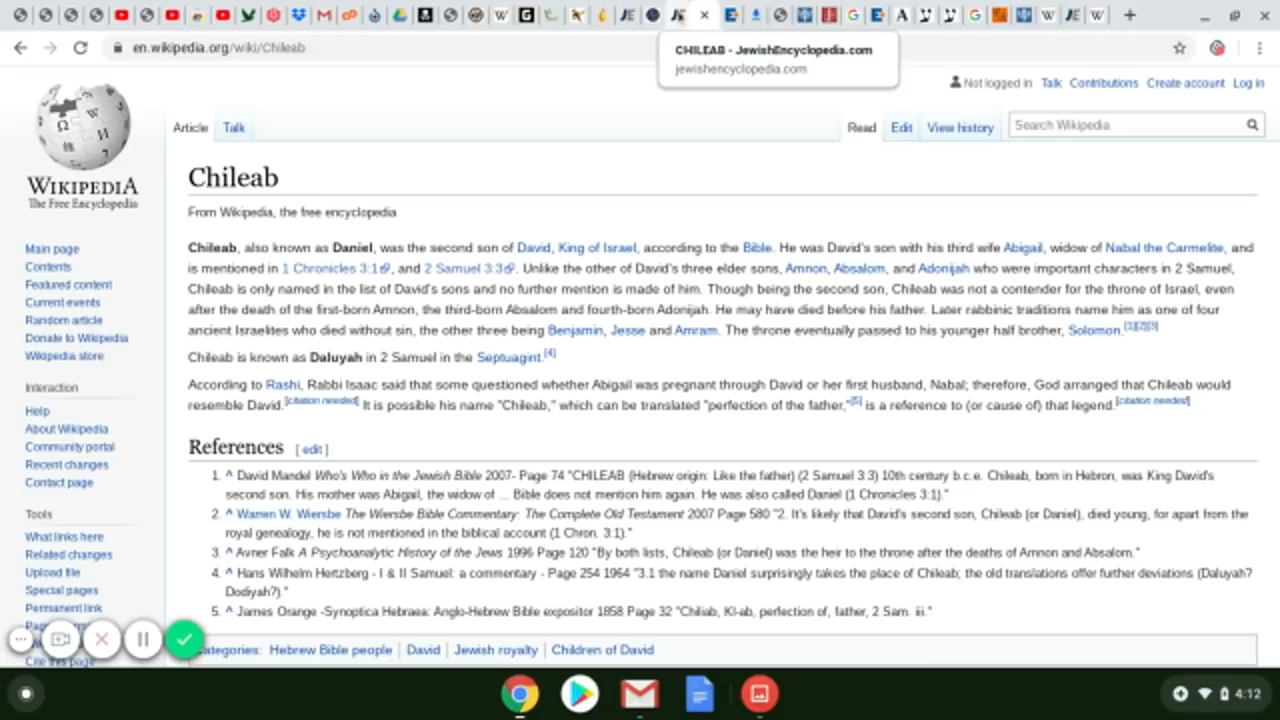 en.wikipedia.org/wiki/Chileab
CHILEAB - JewishEncyclopedia.com
jewishencyclopedia.com
Not logged in Talk Contributions Create account Log in
Article Talk Read Edit View history Search Wikipedia
WIKIPEDIA
The Free Encyclopedia
Main page
Contents
Featured content
Current events
Random article
Donate to Wikipedia
Wikipedia store
Interaction
Help
About Wikipedia
Community portal
Recent changes
Contact page
Tools
What links here
Related changes
Upload file
Special pages
Permanent link
Cite this page
Chileab
From Wikipedia, the free encyclopedia
Chileab, also known as Daniel, was the second son of David, King of Israel, according to the Bible. He was David's son with his third wife Abigail, widow of Nabal the Carmelite, and
is mentioned in 1 Chronicles 3:1, and 2 Samuel 3:3. Unlike the other of David's three elder sons, Amnon, Absalom, and Adonijah who were important characters in 2 Samuel,
Chileab is only named in the list of David's sons and no further mention is made of him. Though being the second son, Chileab was not a contender for the throne of Israel, even
after the death of the first-born Amnon, the third-born Absalom and fourth-born Adonijah. He may have died before his father. Later rabbinic traditions name him as one of four
ancient Israelites who died without sin, the other three being Benjamin, Jesse and Amram. The throne eventually passed to his younger half brother, Solomon.[1][2][3]
Chileab is known as Daluyah in 2 Samuel in the Septuagint.[4]
According to Rashi, Rabbi Isaac said that some questioned whether Abigail was pregnant through David or her first husband, Nabal; therefore, God arranged that Chileab would
resemble David.[citation needed] It is possible his name "Chileab," which can be translated "perfection of the father,"[5] is a reference to (or cause of) that legend.[citation needed]
References [ edit ]
1. ^ David Mandel Who's Who in the Jewish Bible 2007- Page 74 "CHILEAB (Hebrew origin: Like the father) (2 Samuel 3:3) 10th century b.c.e. Chileab, born in Hebron, was King David's
second son. His mother was Abigail, the widow of ... Bible does not mention him again. He was also called Daniel (1 Chronicles 3:1)."
2. ^ Warren W. Wiersbe The Wiersbe Bible Commentary: The Complete Old Testament 2007 Page 580 "2. It's likely that David's second son, Chileab (or Daniel), died young, for apart from the
royal genealogy, he is not mentioned in the biblical account (1 Chron. 3:1)."
3. ^ Avner Falk A Psychoanalytic History of the Jews 1996 Page 120 "By both lists, Chileab (or Daniel) was the heir to the throne after the deaths of Amnon and Absalom."
4. ^ Hans Wilhelm Hertzberg - I & II Samuel: a commentary - Page 254 1964 "3.1 the name Daniel surprisingly takes the place of Chileab; the old translations offer further deviations (Daluyah?
Dodiyah?)."
5. ^ James Orange -Synoptica Hebraea: Anglo-Hebrew Bible expositor 1858 Page 32 "Chiliab, Kl-ab, perfection of, father, 2 Sam. iii."
ategories: Hebrew Bible people | David | Jewish royalty | Children of David
4:12